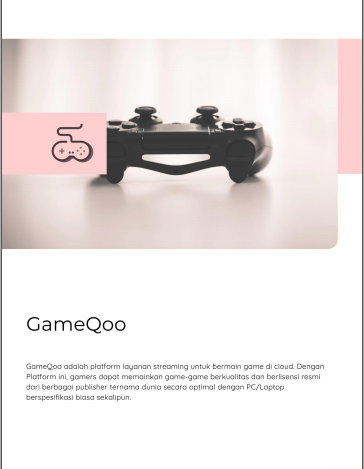 GameQoo
GameQoo adalah platform layanan streaming untuk bermain game di cloud. Dengan
Platform ini, gamers dapat memainkan game-game berkualitas dan berlisensi resmi
dari berbagai publisher ternama dunia secara optimal dengan PC/Laptop
berspesifikasi biasa sekalipun.